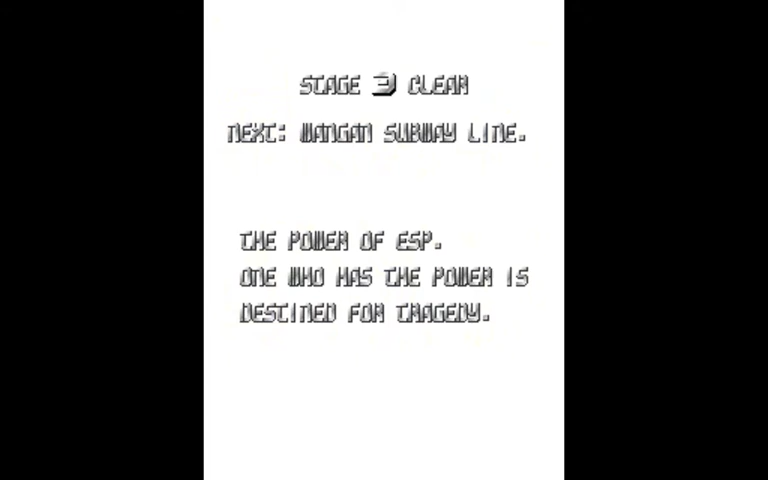 STAGE 3 CLEAR
NEXT: WANGAN SUBWAY LINE.
THE POWER OF ESP.
ONE WHO HAS THE POWER IS
DESTINED FOR TRAGEDY.